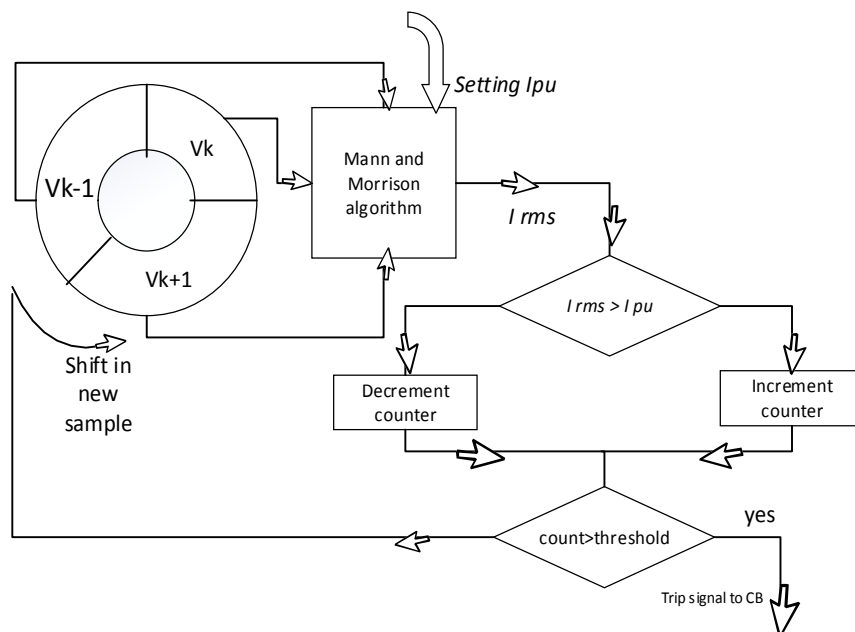 Setting Ipu
Vk
Vk-1
Vk+1
Mann and
Morrison
algorithm
I rms
I rms > I pu
Shift in
new
sample
Decrement
counter
Increment
counter
count>threshold
yes
Trip signal to CB